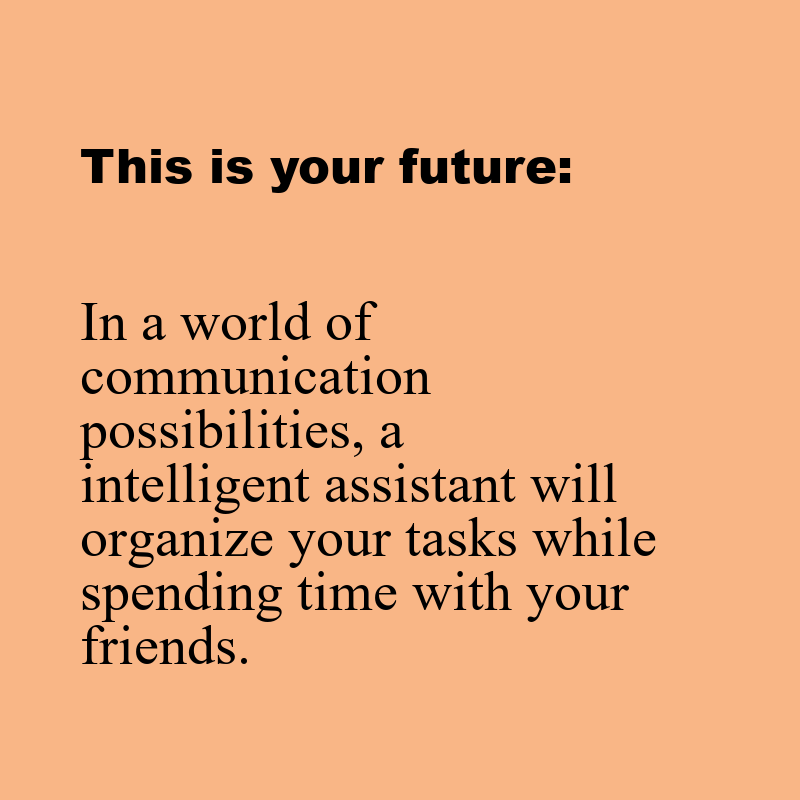 This is your future:
In a world of
communication
possibilities, a
intelligent assistant will
organize your tasks while
spending time with your
friends.